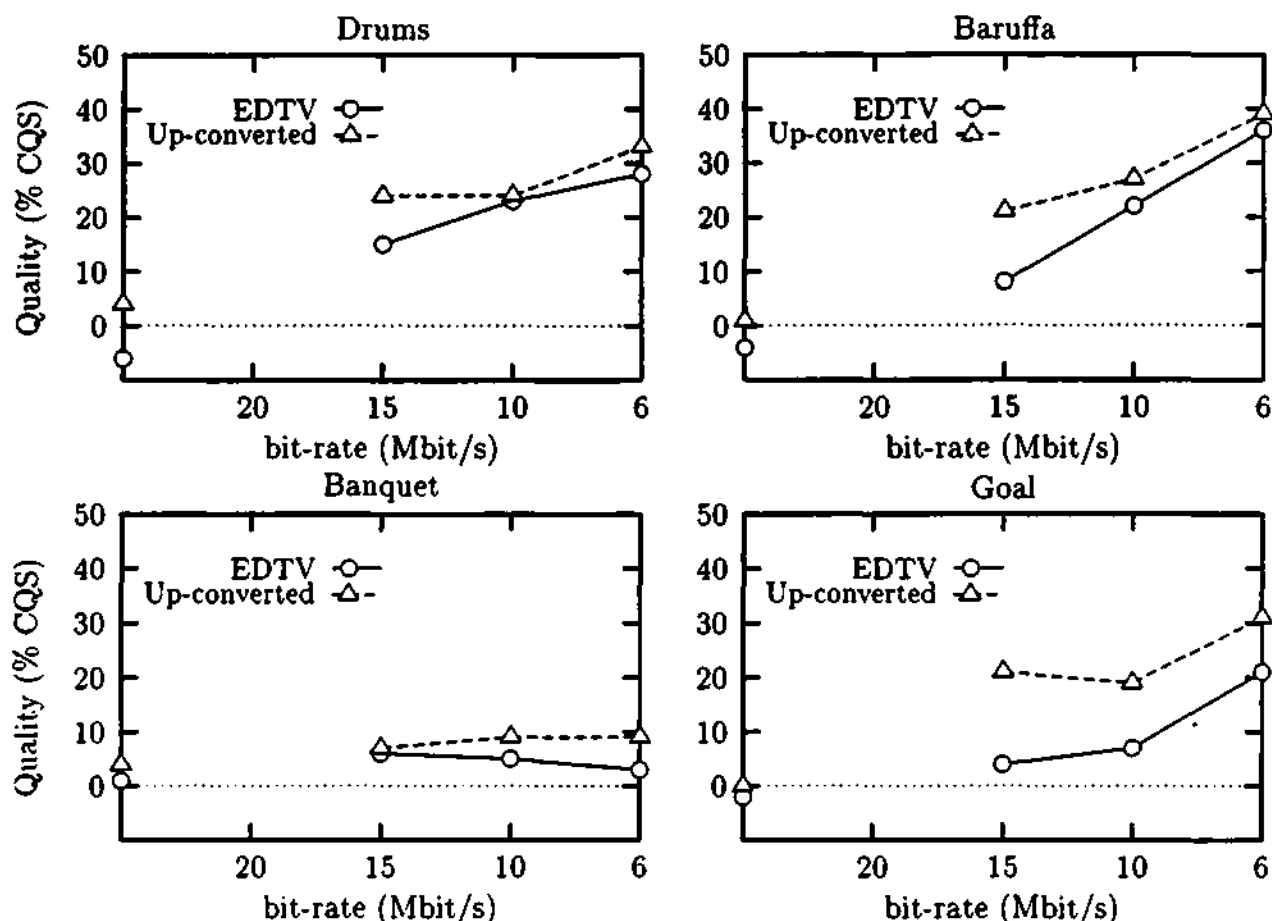 Drums
50
40
30
20
10
0
Quality (% CQS)
EDTV
Up-converted
20 15 10 6
bit-rate (Mbit/s)
Baruffa
50
40
30
20
10
0
EDTV
Up-converted
20 15 10 6
bit-rate (Mbit/s)
Banquet
50
40
30
20
10
0
Quality (% CQS)
EDTV
Up-converted
20 15 10 6
bit-rate (Mbit/s)
Goal
50
40
30
20
10
0
EDTV
Up-converted
20 15 10 6
bit-rate (Mbit/s)